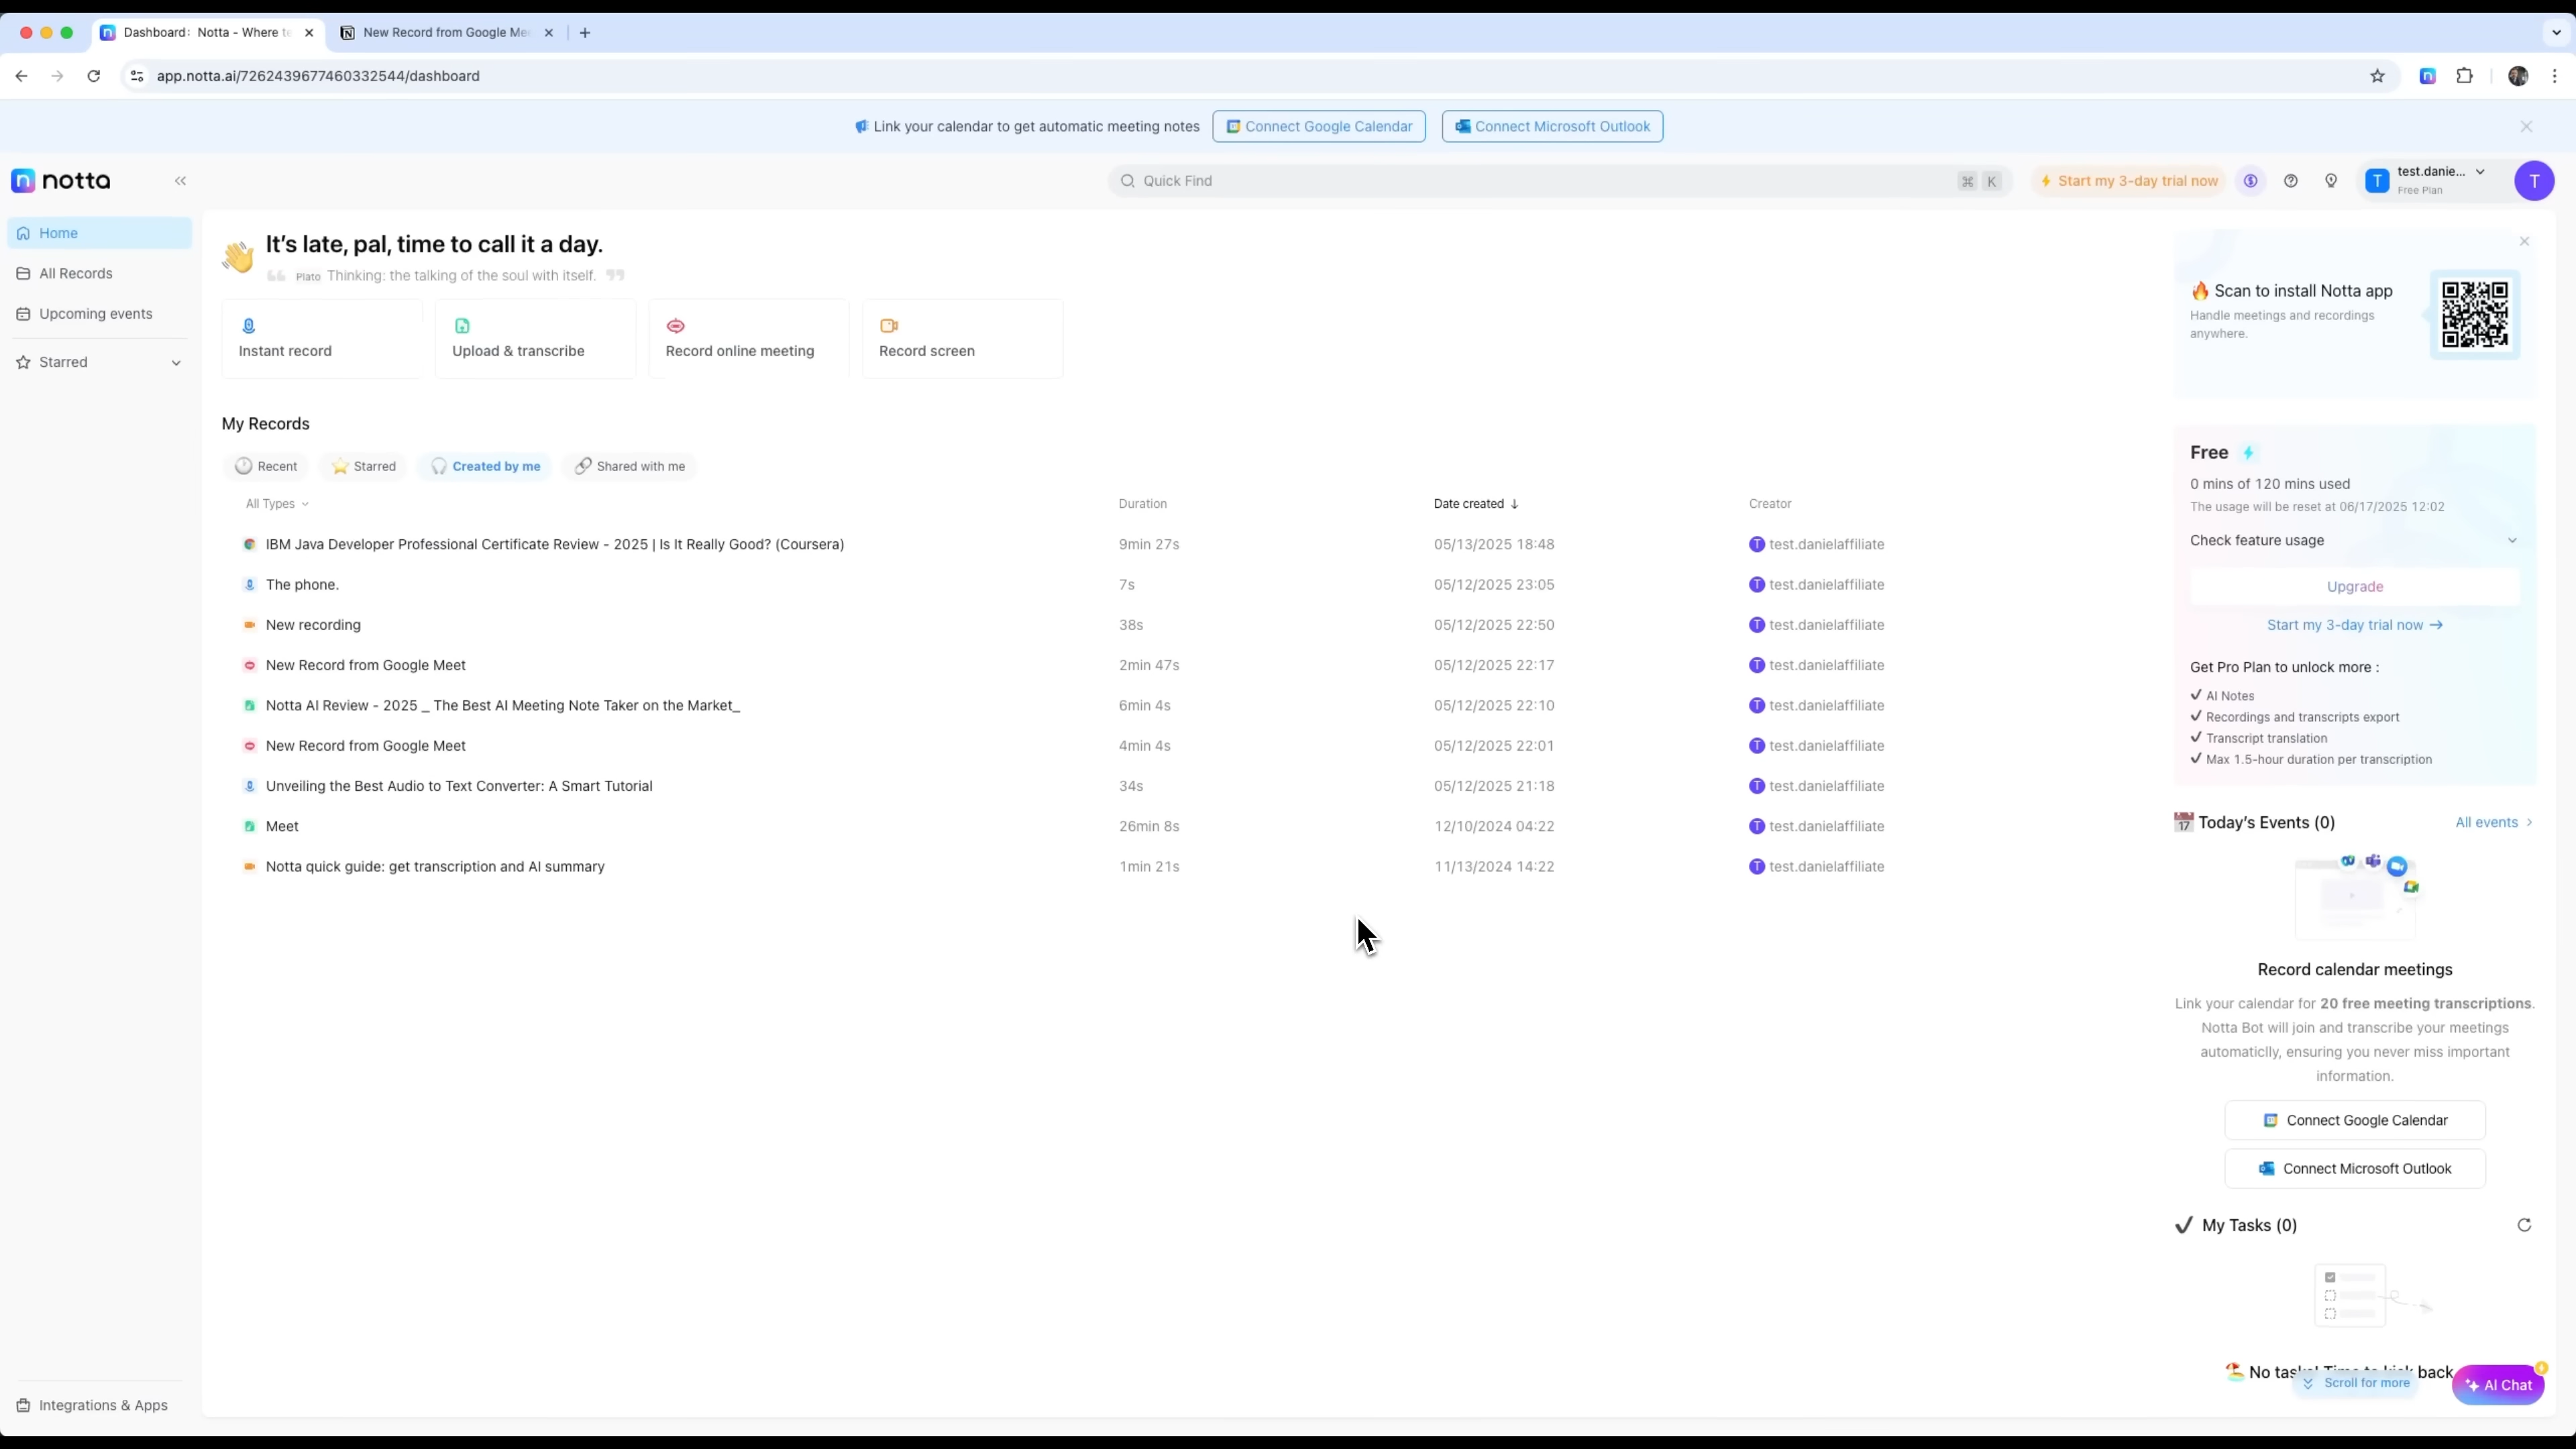 Dashboard: Notta - Where te
New Record from Google Mee
app.notta.ai/7262439677460332544/dashboard
Link your calendar to get automatic meeting notes
Connect Google Calendar
Connect Microsoft Outlook
notta
Quick Find
⌘ K
Start my 3-day trial now
T
test.danie...
Free Plan
T
Home
All Records
Upcoming events
Starred
Integrations & Apps
It's late, pal, time to call it a day.
Plato Thinking: the talking of the soul with itself.
Instant record
Upload & transcribe
Record online meeting
Record screen
My Records
Recent
Starred
Created by me
Shared with me
All Types Duration Date created ↓ Creator
IBM Java Developer Professional Certificate Review - 2025 | Is It Really Good? (Coursera) 9min 27s 05/13/2025 18:48 T test.danielaffiliate
The phone. 7s 05/12/2025 23:05 T test.danielaffiliate
New recording 38s 05/12/2025 22:50 T test.danielaffiliate
New Record from Google Meet 2min 47s 05/12/2025 22:17 T test.danielaffiliate
Notta AI Review - 2025 _ The Best AI Meeting Note Taker on the Market_ 6min 4s 05/12/2025 22:10 T test.danielaffiliate
New Record from Google Meet 4min 4s 05/12/2025 22:01 T test.danielaffiliate
Unveiling the Best Audio to Text Converter: A Smart Tutorial 34s 05/12/2025 21:18 T test.danielaffiliate
Meet 26min 8s 12/10/2024 04:22 T test.danielaffiliate
Notta quick guide: get transcription and AI summary 1min 21s 11/13/2024 14:22 T test.danielaffiliate
Scan to install Notta app
Handle meetings and recordings
anywhere.
Free
0 mins of 120 mins used
The usage will be reset at 06/17/2025 12:02
Check feature usage
Upgrade
Start my 3-day trial now →
Get Pro Plan to unlock more :
✓ AI Notes
✓ Recordings and transcripts export
✓ Transcript translation
✓ Max 1.5-hour duration per transcription
17 Today's Events (0)
All events >
Record calendar meetings
Link your calendar for 20 free meeting transcriptions.
Notta Bot will join and transcribe your meetings
automaticlly, ensuring you never miss important
information.
Connect Google Calendar
Connect Microsoft Outlook
My Tasks (0)
No tasks! Time to kick back
Scroll for more
AI Chat